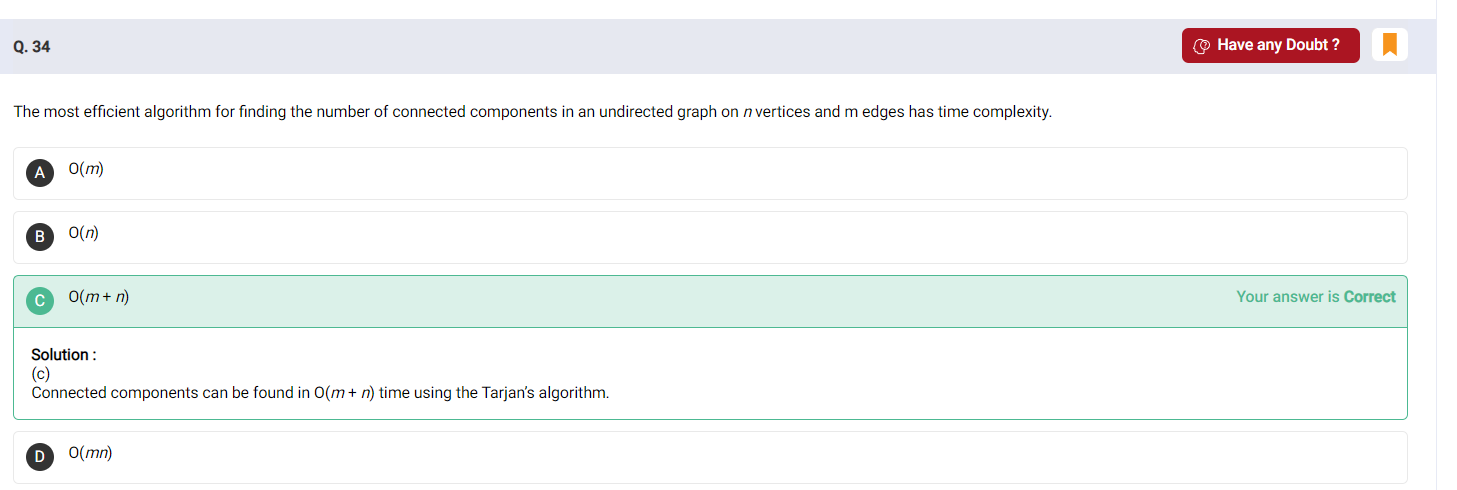 Q. 34
Have any Doubt ?
The most efficient algorithm for finding the number of connected components in an undirected graph on n vertices and m edges has time complexity.
A O(m)
B O(n)
C O(m + n) Your answer is Correct
Solution :
(c)
Connected components can be found in O(m + n) time using the Tarjan's algorithm.
D O(mn)